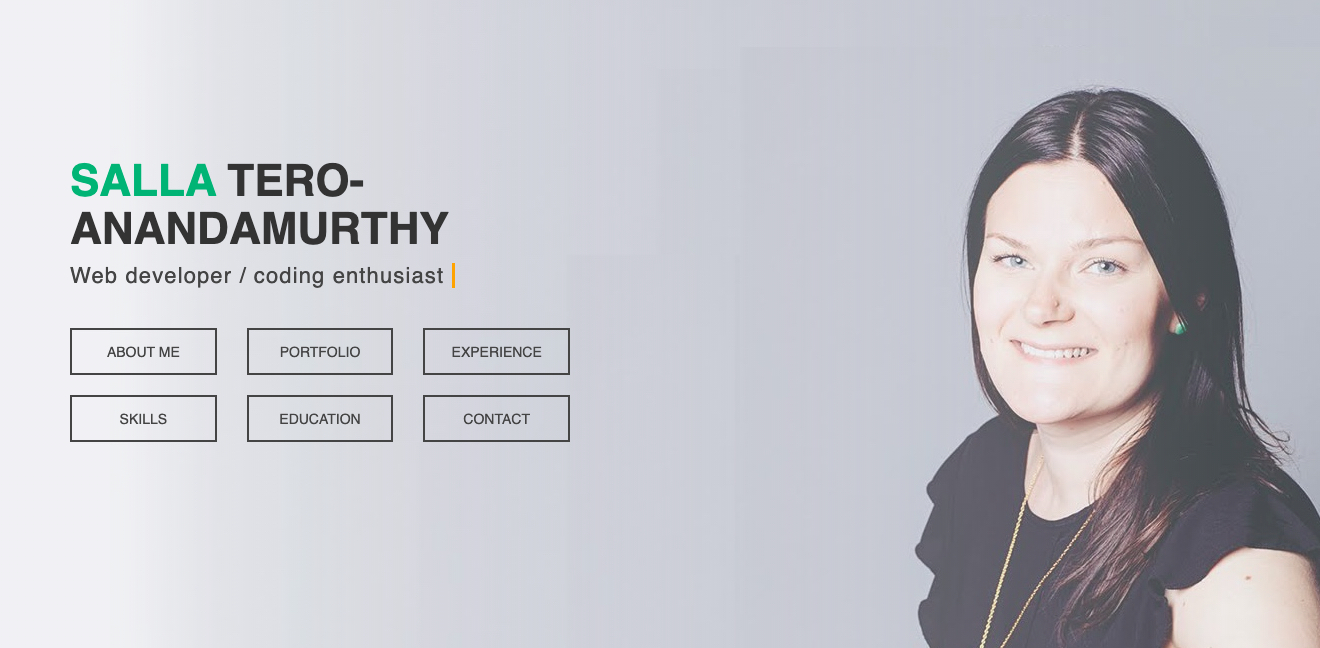 SALLA TERO-
ANANDAMURTHY
Web developer / coding enthusiast
ABOUT ME PORTFOLIO EXPERIENCE
SKILLS EDUCATION CONTACT